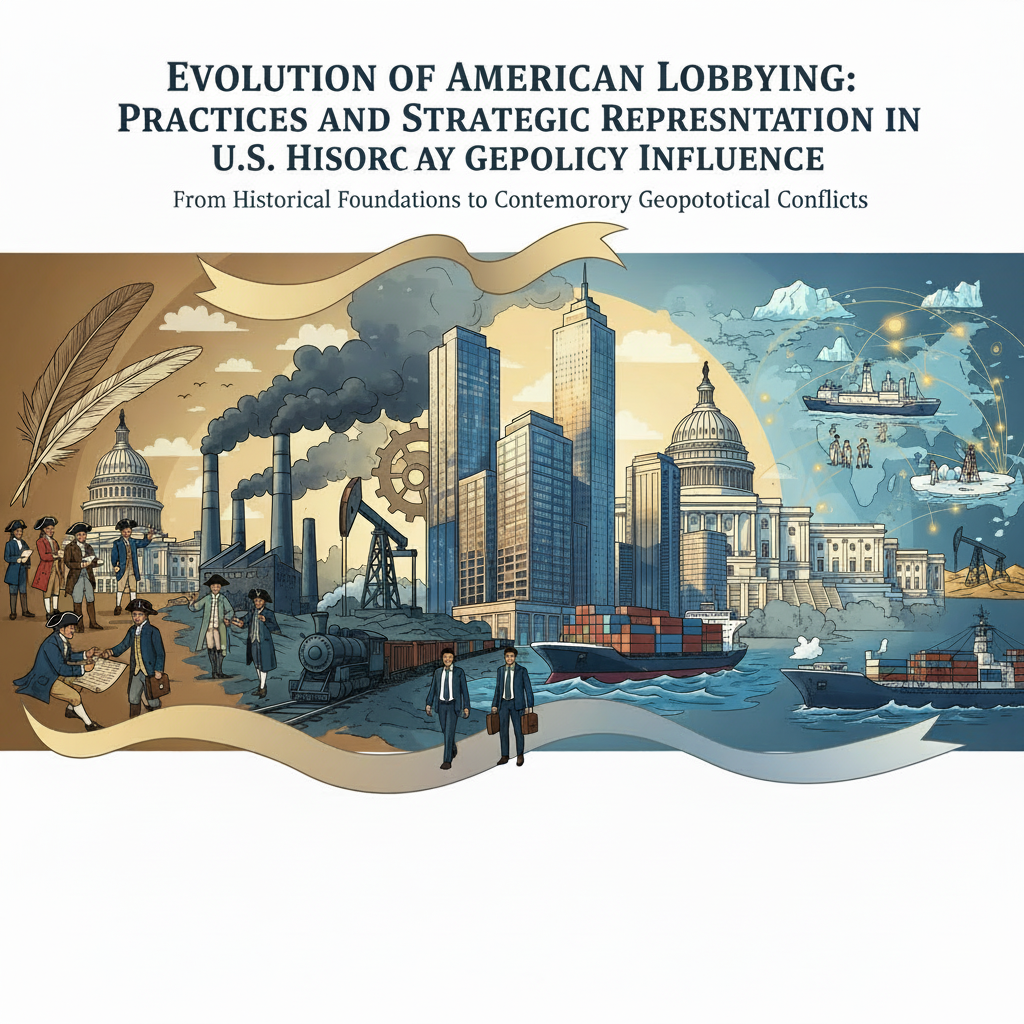 EVOLUTION OF AMERICAN LOBBYING:
PRACTICES AND STRATEGIC REPRESNTATION IN
U.S. HISORC AY GEPOLICY INFLUENCE
From Historical Foundations to Contemorory Geopototical Conflicts